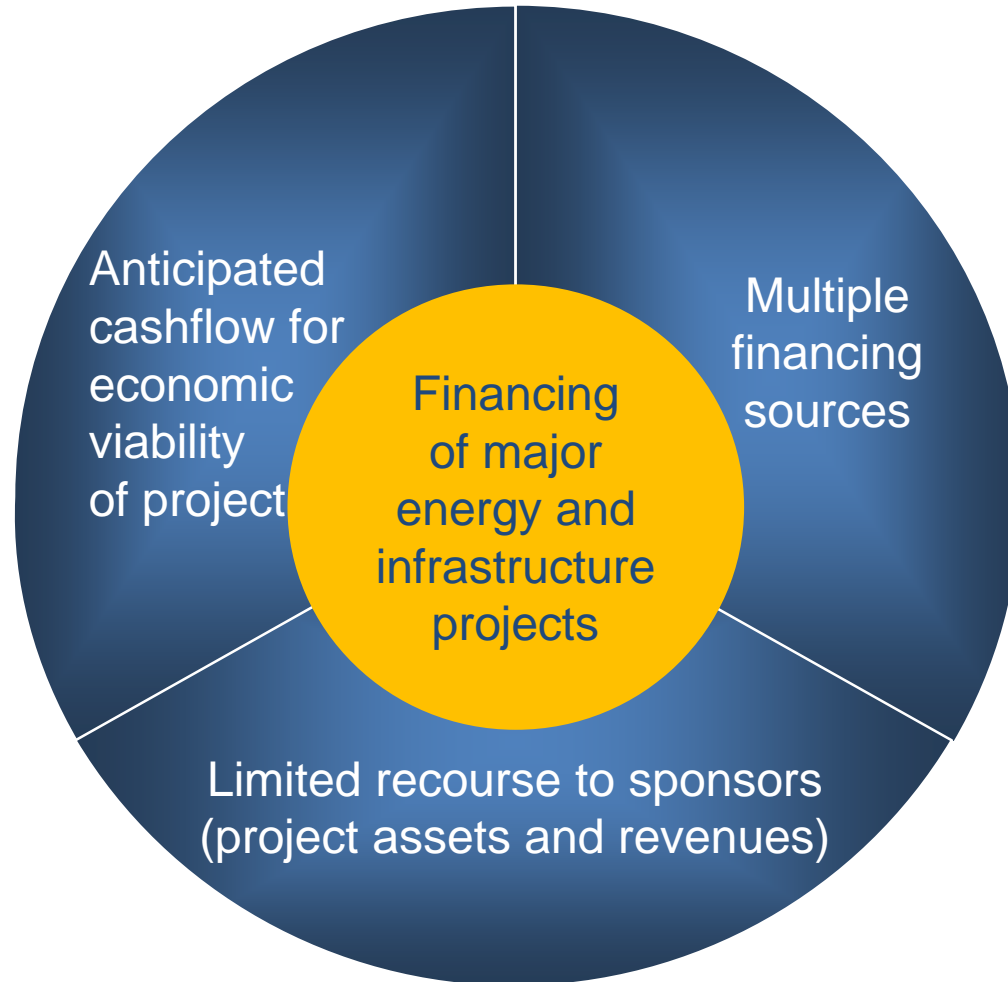 Anticipated
cashflow for
economic
viability
of project
Multiple
financing
sources
Financing
of major
energy and
infrastructure
projects
Limited recourse to sponsors
(project assets and revenues)